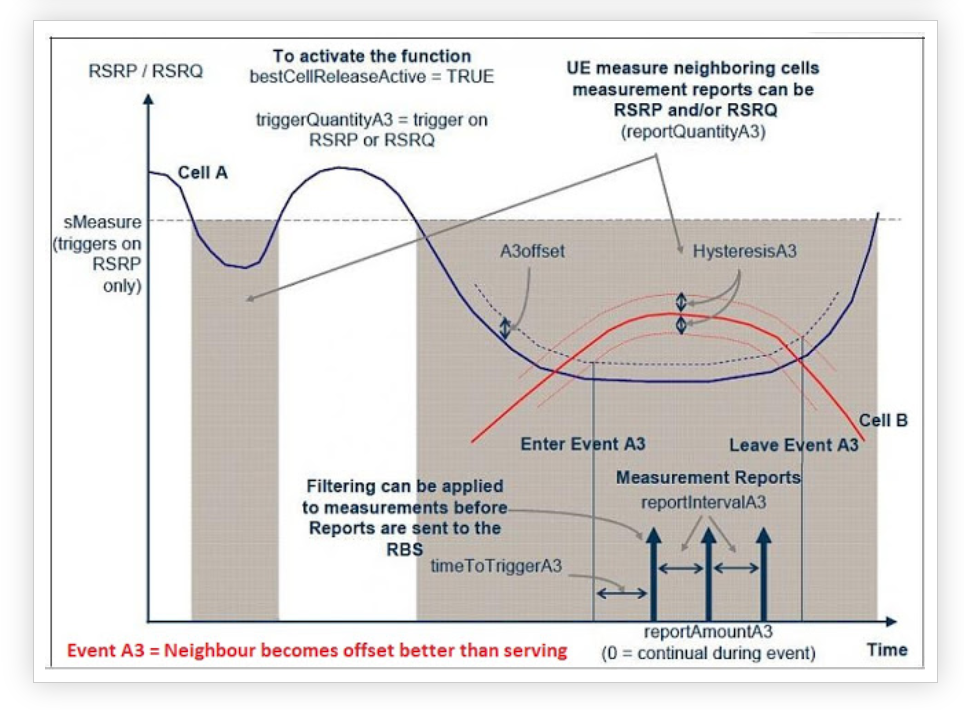 To activate the function
bestCellReleaseActive = TRUE
RSRP / RSRQ
UE measure neighboring cells
measurement reports can be
RSRP and/or RSRQ
(reportQuantityA3)
triggerQuantityA3 = trigger on
RSRP or RSRQ
Cell A
sMeasure
(triggers on
RSRP
only)
A3offset
HysteresisA3
Cell B
Enter Event A3
Leave Event A3
Measurement Reports
reportIntervalA3
Filtering can be applied
to measurements before
Reports are sent to the
RBS
timeToTriggerA3
reportAmountA3
(0 = continual during event)
Time
Event A3 = Neighbour becomes offset better than serving